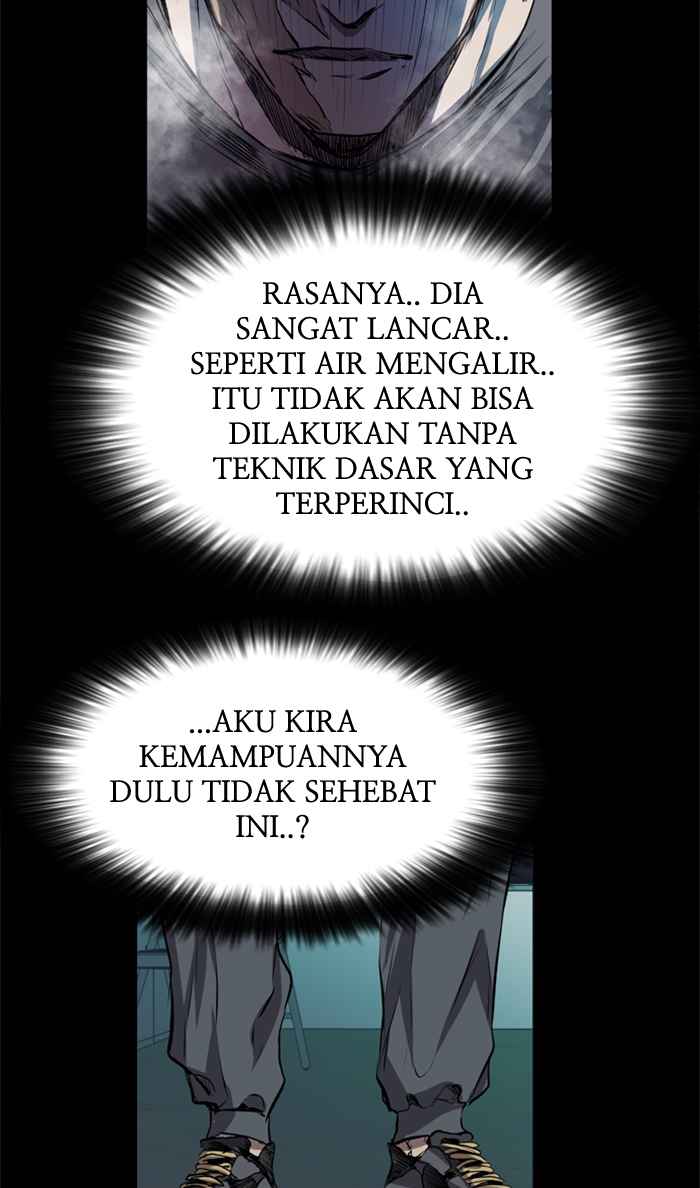 RASANYA.. DIA
SANGAT LANCAR..
SEPERTI AIR MENGALIR..
ITU TIDAK AKAN BISA
DILAKUKAN TANPA
TEKNIK DASAR YANG
TERPERINCI..
...AKU KIRA
KEMAMPUANNYA
DULU TIDAK SEHEBAT
INI..?